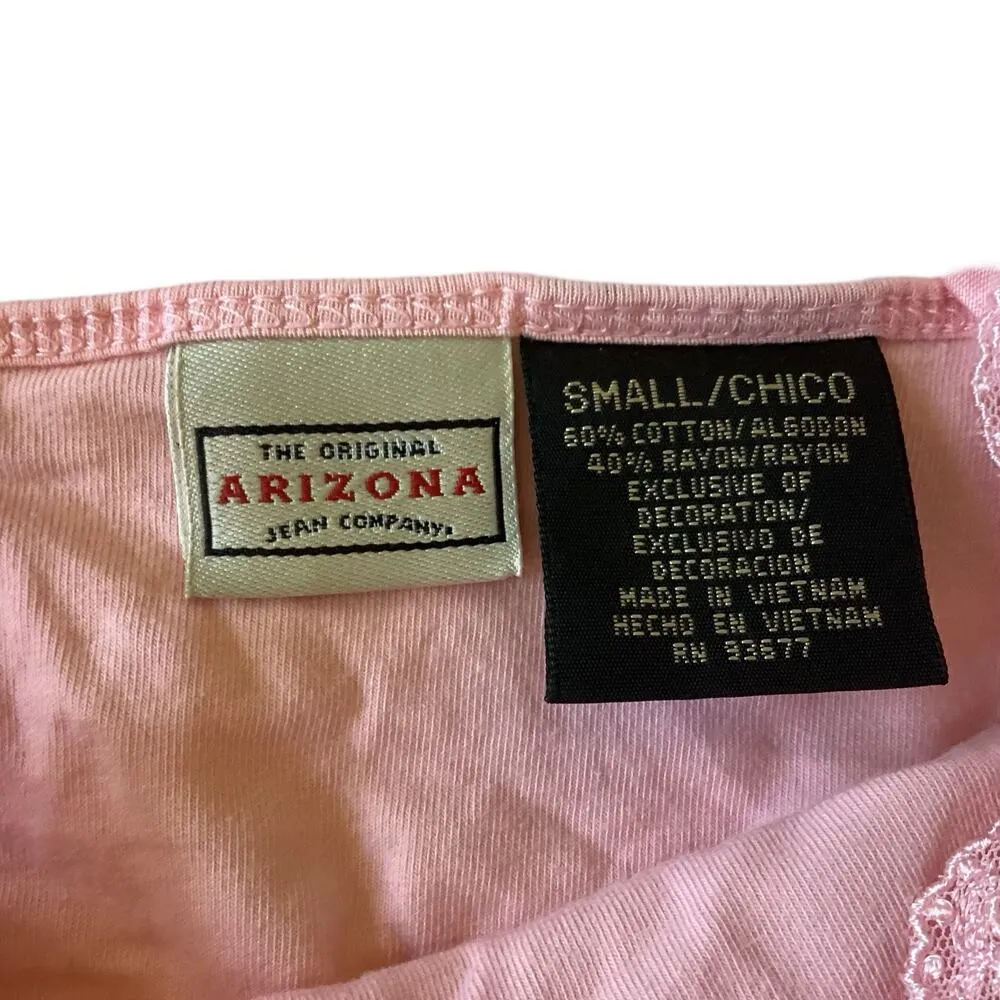 THE ORIGINAL
ARIZONA
JEAN COMPANY.
SMALL/CHICO
60% COTTON/ALGODON
40% RAYON/RAYON
EXCLUSIVE OF
DECORATION/
EXCLUSIVO DE
DECORACION
MADE IN VIETNAM
HECHO EN VIETNAM
RN 93677